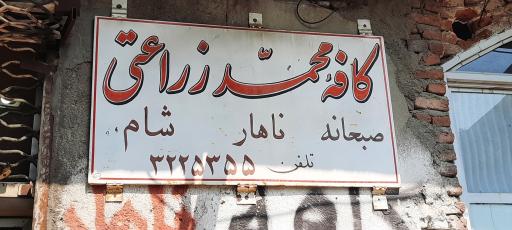 کافه محمد زراعتی
صبحانه ناهار شام
تلفن ۳۲۲۵۳۵۵